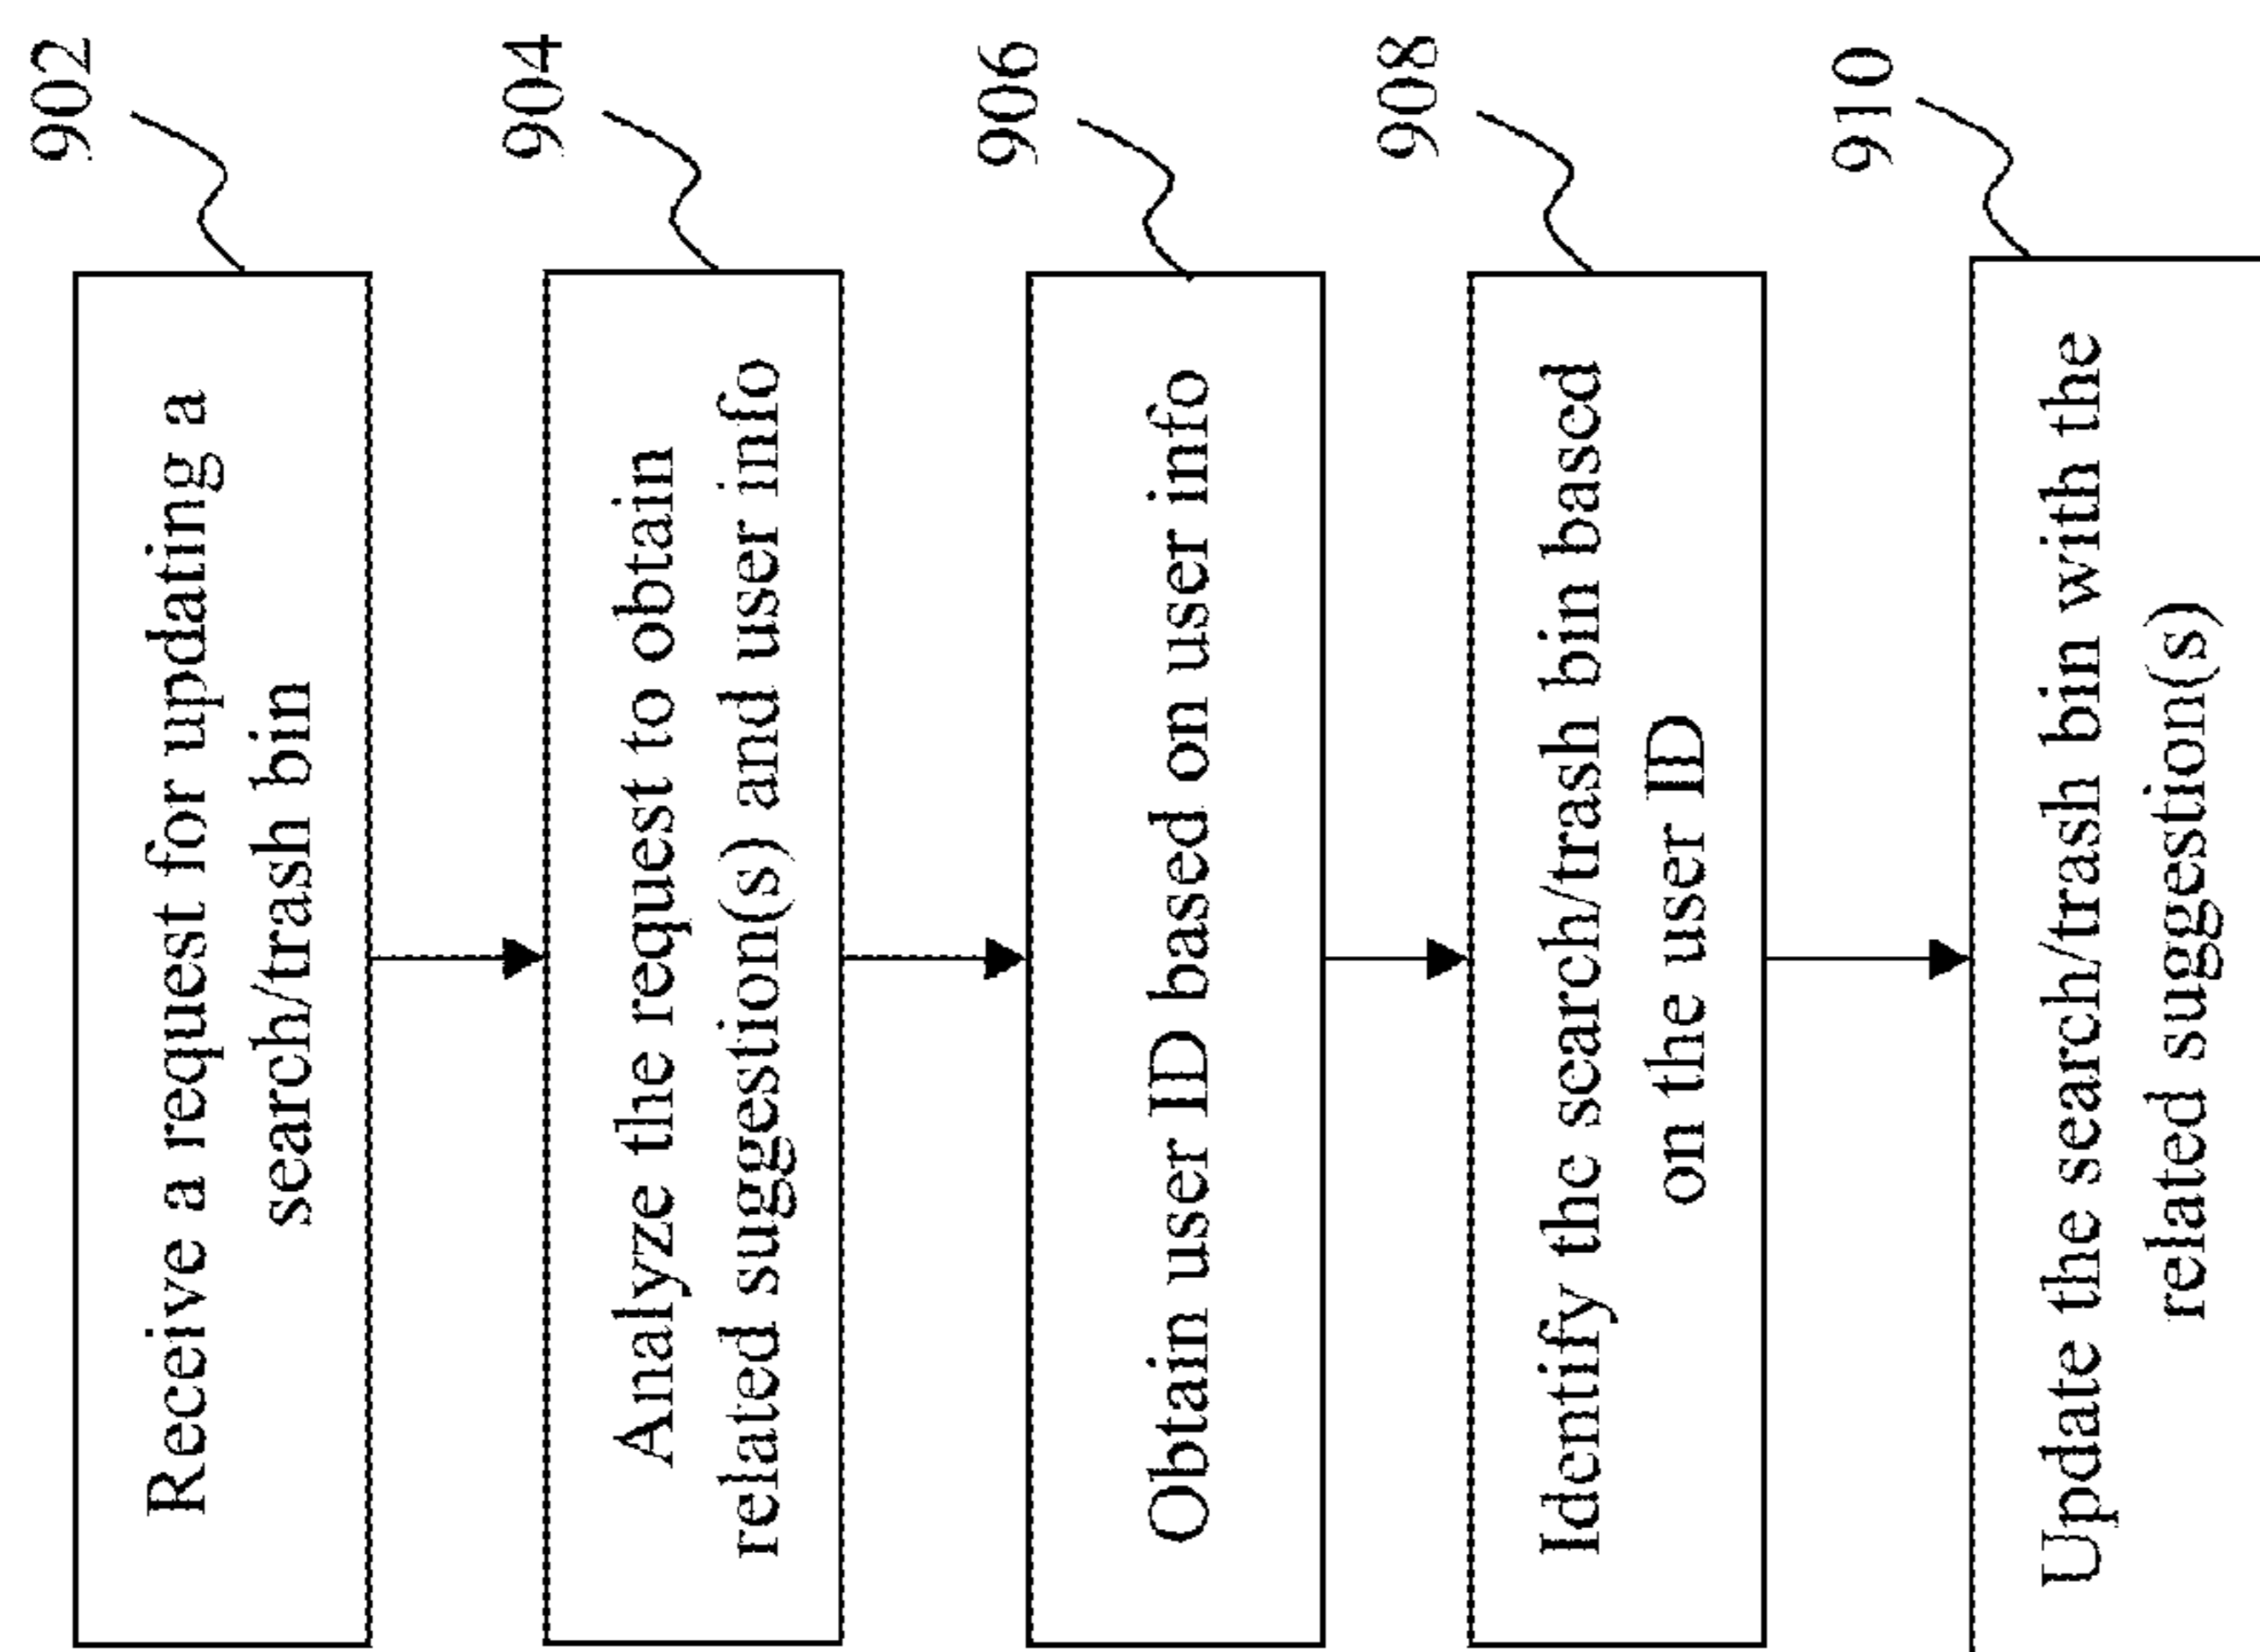 902
Receive a request for updating a
search/trash bin
904
Analyze the request to obtain
related suggestion(s) and user info
906
Obtain user ID based on user info
908
Identify the search/trash bin based
on the user ID
910
Update the search/trash bin with the
related suggestion(s)